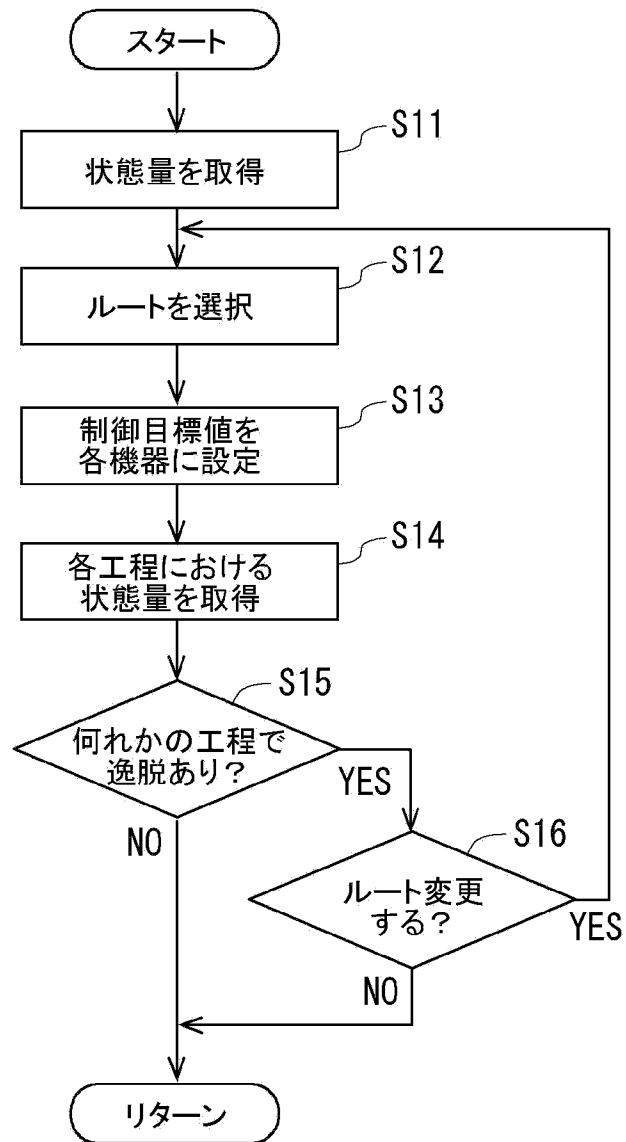 スタート
S11
状態量を取得
S12
ルートを選択
S13
制御目標値を
各機器に設定
S14
各工程における
状態量を取得
S15
何れかの工程で
逸脱あり?
YES
NO
S16
ルート変更
する?
YES
NO
リターン